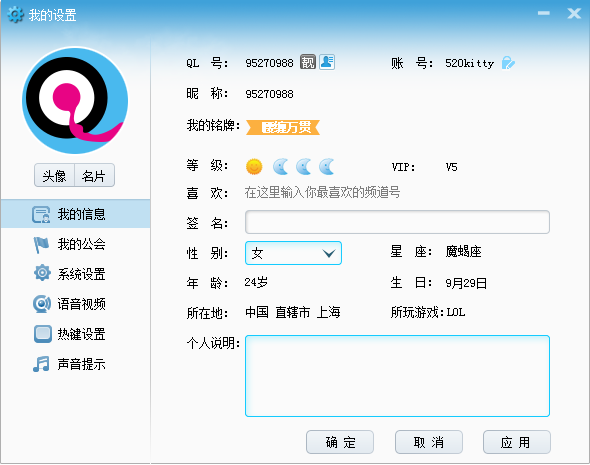 我的设置
QL 号： 95270988 靓 账 号： 520kitty
昵 称： 95270988
我的铭牌： 腰缠万贯
等 级 VIP： V5
喜 欢： 在这里输入你最喜欢的频道号
签 名：
性 别： 女 星 座： 魔蝎座
年 龄： 24岁 生 日： 9月29日
所在地： 中国 直辖市 上海 所玩游戏：LOL
个人说明：
头像 名片
我的信息
我的公会
系统设置
语音视频
热键设置
声音提示
确 定 取 消 应 用